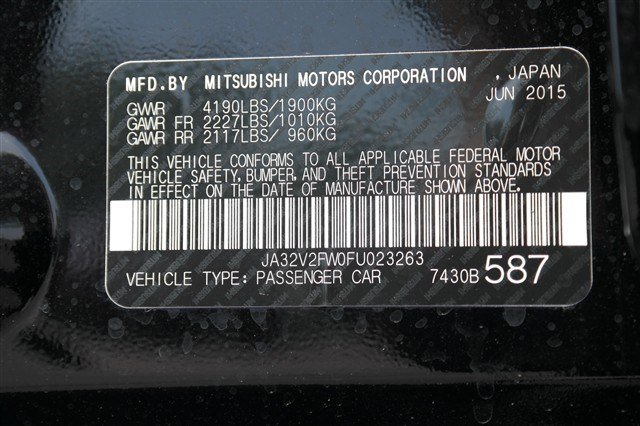 MFD.BY MITSUBISHI MOTORS CORPORATION , JAPAN
JUN 2015
GVWR 4190LBS/1900KG
GAWR FR 2227LBS/1010KG
GAWR RR 2117LBS/ 960KG
THIS VEHICLE CONFORMS TO ALL APPLICABLE FEDERAL MOTOR
VEHICLE SAFETY, BUMPER, AND THEFT PREVENTION STANDARDS
IN EFFECT ON THE DATE OF MANUFACTURE SHOWN ABOVE.
JA32V2FW0FU023263
VEHICLE TYPE: PASSENGER CAR 7430B 587